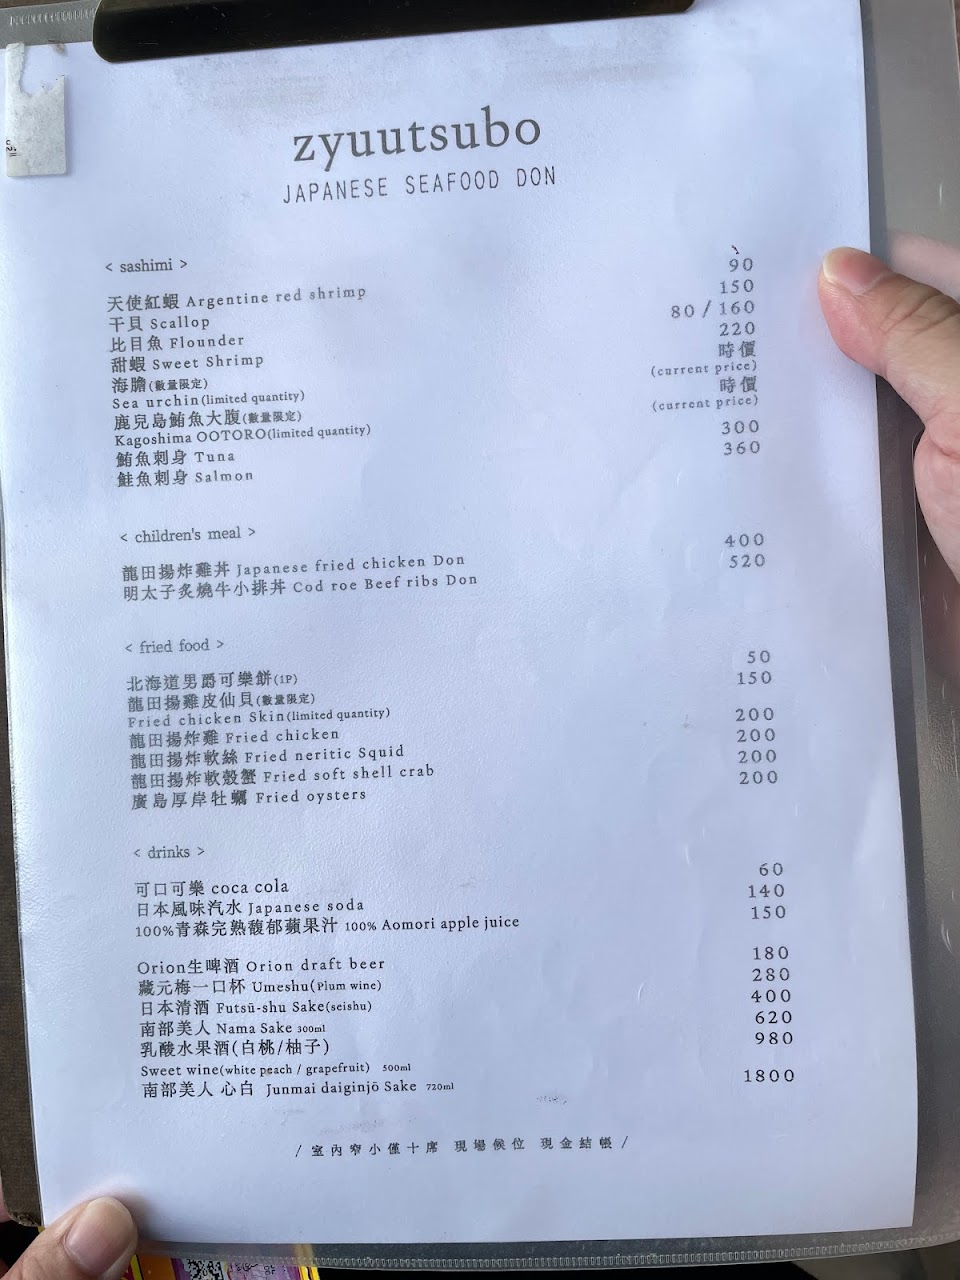 zyuutsubo
JAPANESE SEAFOOD DON
< sashimi >
天使紅蝦 Argentine red shrimp 90
干貝 Scallop 150
比目魚 Flounder 80 / 160
甜蝦 Sweet Shrimp 220
海膽(數量限定) 時價
Sea urchin(limited quantity) (current price)
鹿兒島鮪魚大腹(數量限定) 時價
Kagoshima OOTORO(limited quantity) (current price)
鮪魚刺身 Tuna 300
鮭魚刺身 Salmon 360
< children's meal >
龍田揚炸雞丼 Japanese fried chicken Don 400
明太子炙燒牛小排丼 Cod roe Beef ribs Don 520
< fried food >
北海道男爵可樂餅(1P) 50
龍田揚雞皮仙貝(數量限定) 150
Fried chicken Skin(limited quantity)
龍田揚炸雞 Fried chicken 200
龍田揚炸軟絲 Fried neritic Squid 200
龍田揚炸軟殼蟹 Fried soft shell crab 200
廣島厚岸牡蠣 Fried oysters 200
< drinks >
可口可樂 coca cola 60
日本風味汽水 Japanese soda 140
100%青森完熟馥郁蘋果汁 100% Aomori apple juice 150
Orion生啤酒 Orion draft beer 180
藏元梅一口杯 Umeshu(Plum wine) 280
日本清酒 Futsū-shu Sake(seishu) 400
南部美人 Nama Sake 300ml 620
乳酸水果酒(白桃/柚子) 980
Sweet wine(white peach / grapefruit) 500ml
南部美人 心白 Junmai daiginjō Sake 720ml 1800
/ 室內窄小僅十席 現場候位 現金結帳 /